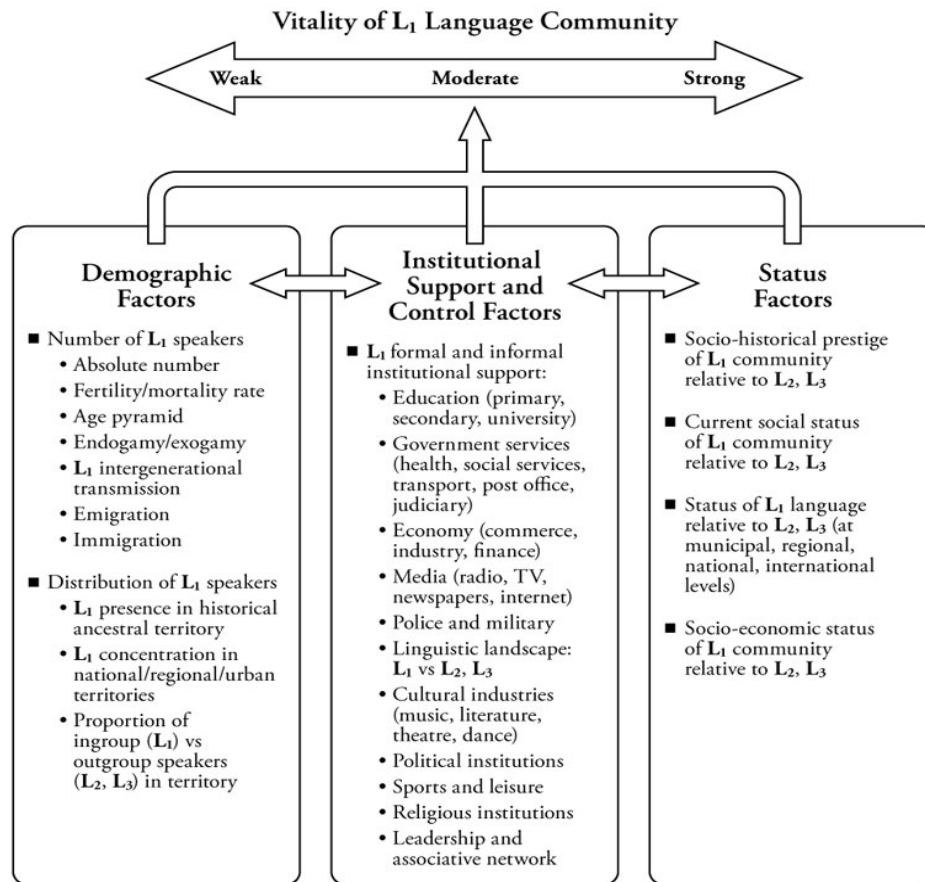 Vitality of L₁ Language Community
Weak Moderate Strong
Demographic
Factors
■ Number of L₁ speakers
• Absolute number
• Fertility/mortality rate
• Age pyramid
• Endogamy/exogamy
• L₁ intergenerational
transmission
• Emigration
• Immigration
■ Distribution of L₁ speakers
• L₁ presence in historical
ancestral territory
• L₁ concentration in
national/regional/urban
territories
• Proportion of
ingroup (L₁) vs
outgroup speakers
(L₂, L₃) in territory
Institutional
Support and
Control Factors
■ L₁ formal and informal
institutional support:
• Education (primary,
secondary, university)
• Government services
(health, social services,
transport, post office,
judiciary)
• Economy (commerce,
industry, finance)
• Media (radio, TV,
newspapers, internet)
• Police and military
• Linguistic landscape:
L₁ vs L₂, L₃
• Cultural industries
(music, literature,
theatre, dance)
• Political institutions
• Sports and leisure
• Religious institutions
• Leadership and
associative network
Status
Factors
■ Socio-historical prestige
of L₁ community
relative to L₂, L₃
■ Current social status
of L₁ community
relative to L₂, L₃
■ Status of L₁ language
relative to L₂, L₃ (at
municipal, regional,
national, international
levels)
■ Socio-economic status
of L₁ community
relative to L₂, L₃